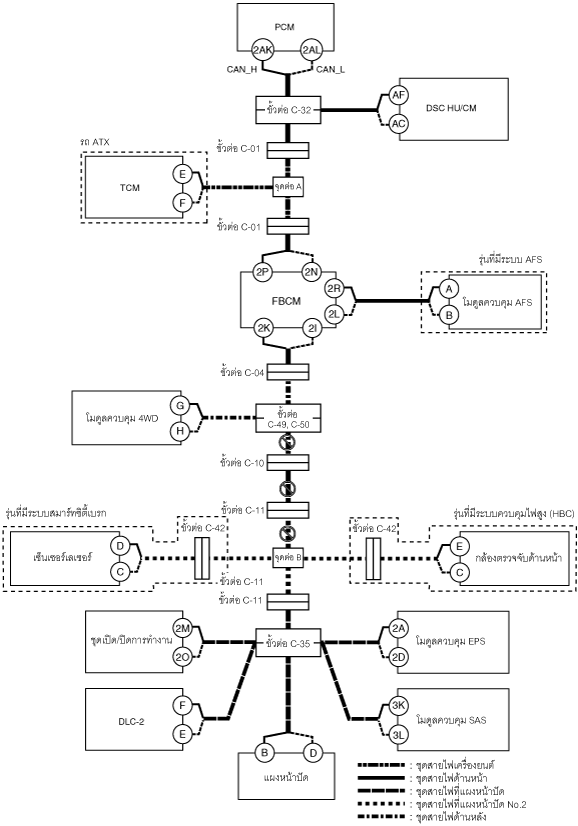 PCM
2AK 2AL
CAN_H CAN_L
AF
ขั้วต่อ C-32
DSC HU/CM
AC
รถ ATX
ขั้วต่อ C-01
E
TCM
จุดต่อ A
F
ขั้วต่อ C-01
รุ่นที่มีระบบ AFS
2P 2N
2R A
FBCM
โมดูลควบคุม AFS
2L B
2K 2I
ขั้วต่อ C-04
G
โมดูลควบคุม 4WD
ขั้วต่อ
C-49, C-50
H
ขั้วต่อ C-10
ขั้วต่อ C-11
รุ่นที่มีระบบสมาร์ทซิตี้เบรก
รุ่นที่มีระบบควบคุมไฟสูง (HBC)
ขั้วต่อ C-42
ขั้วต่อ C-42
D
เซ็นเซอร์เลเซอร์
C
จุดต่อ B
E
กล้องตรวจจับด้านหน้า
C
ขั้วต่อ C-11
ขั้วต่อ C-11
2M
ชุดเปิด/ปิดการทำงาน
2O
ขั้วต่อ C-35
2A
โมดูลควบคุม EPS
2D
F
DLC-2
E
3K
โมดูลควบคุม SAS
3L
B D
แผงหน้าปัด
: ชุดสายไฟเครื่องยนต์
: ชุดสายไฟด้านหน้า
: ชุดสายไฟที่แผงหน้าปัด
: ชุดสายไฟที่แผงหน้าปัด No.2
: ชุดสายไฟด้านหลัง